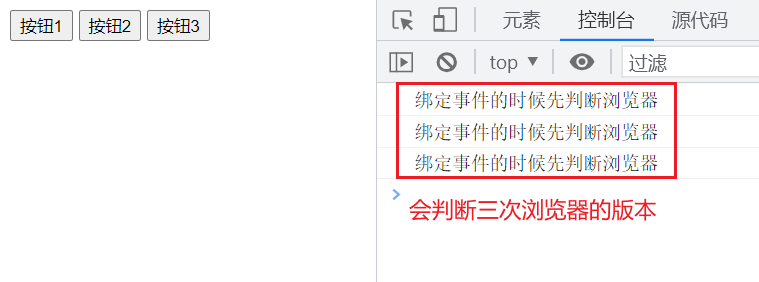 按钮1 按钮2 按钮3
元素 控制台 源代码
top ▼ 过滤
绑定事件的时候先判断浏览器
绑定事件的时候先判断浏览器
绑定事件的时候先判断浏览器
会判断三次浏览器的版本